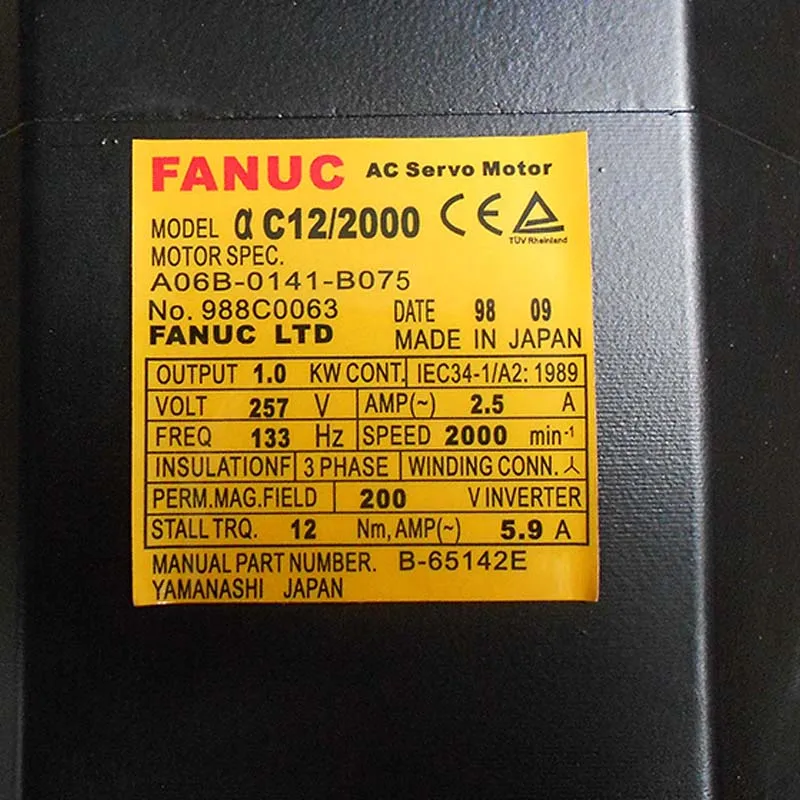 FANUC AC Servo Motor
MODEL α C12/2000 CE
TÜV Rheinland
MOTOR SPEC.
A06B-0141-B075
No. 988C0063 DATE 98 09
FANUC LTD MADE IN JAPAN
OUTPUT 1.0 KW CONT. IEC34-1/A2: 1989
VOLT 257 V AMP(~) 2.5 A
FREQ 133 Hz SPEED 2000 min⁻¹
INSULATIONF 3 PHASE WINDING CONN. ⅄
PERM.MAG.FIELD 200 V INVERTER
STALL TRQ. 12 Nm, AMP(~) 5.9 A
MANUAL PART NUMBER. B-65142E
YAMANASHI JAPAN